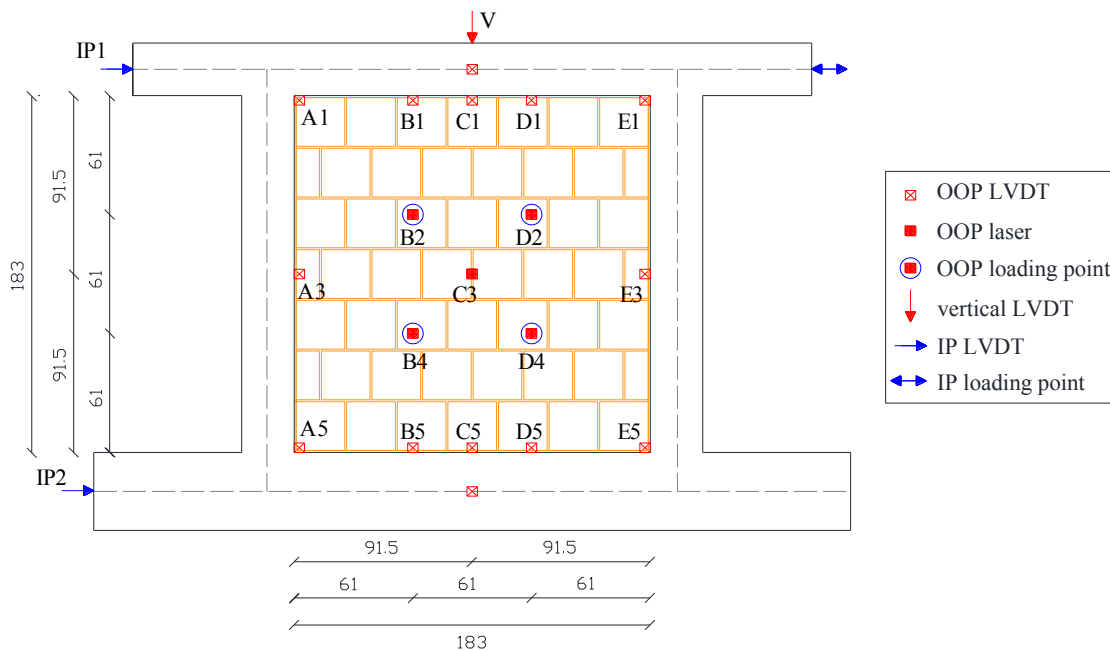 V
IP1
A1 B1 C1 D1 E1
B2 D2
A3 C3 E3
B4 D4
A5 B5 C5 D5 E5
IP2
183
91.5
91.5
61
61
61
91.5 91.5
61 61 61
183
OOP LVDT
OOP laser
OOP loading point
vertical LVDT
IP LVDT
IP loading point